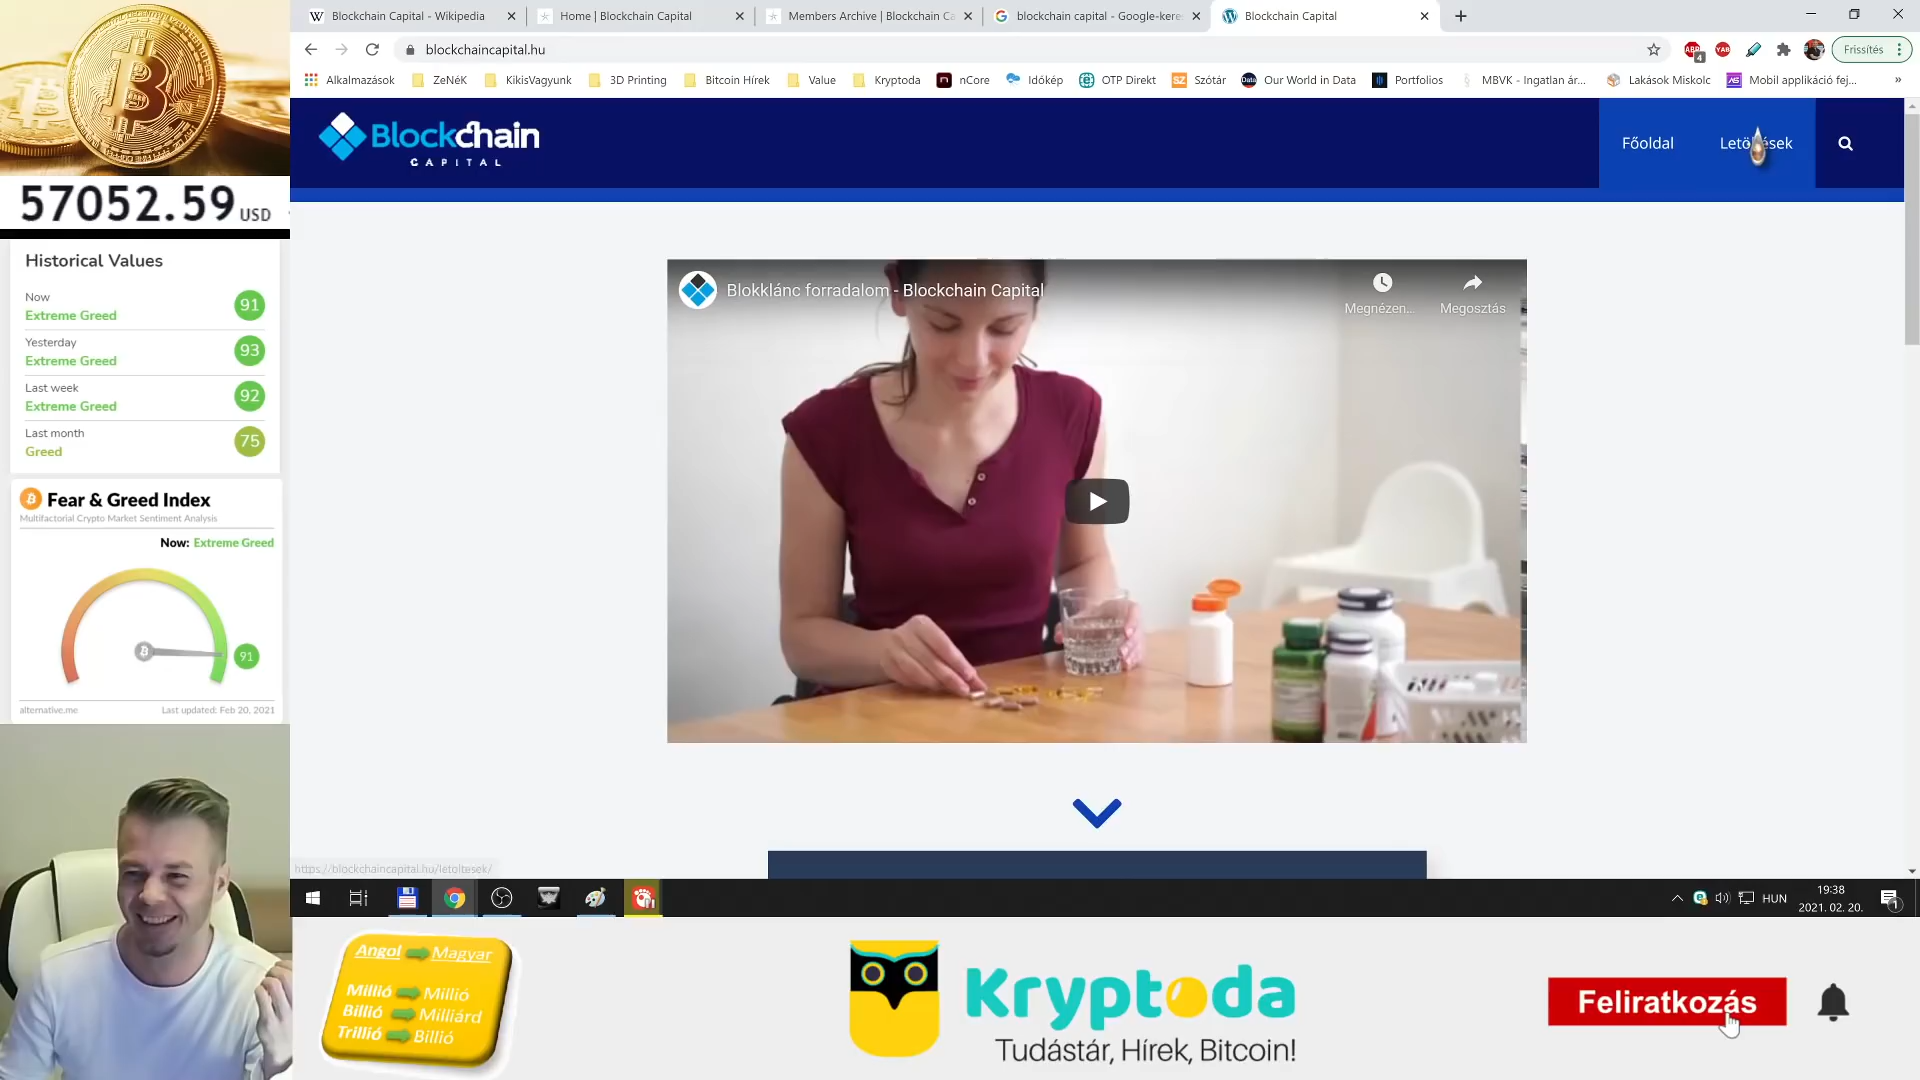 57052.59 USD
Historical Values
Now
Extreme Greed
91
Yesterday
Extreme Greed
93
Last week
Extreme Greed
92
Last month
Greed
75
Fear & Greed Index
Multifactorial Crypto Market Sentiment Analysis
Now: Extreme Greed
91
alternative.me
Last updated: Feb 20, 2021
Blockchain Capital - Wikipedia
Home | Blockchain Capital
Members Archive | Blockchain Ca
blockchain capital - Google-kere
Blockchain Capital
blockchaincapital.hu
Frissítés
Alkalmazások
ZeNéK
KikisVagyunk
3D Printing
Bitcoin Hírek
Value
Kryptoda
nCore
Időkép
OTP Direkt
Szótár
Our World in Data
Portfolios
MBVK - Ingatlan ár...
Lakások Miskolc
Mobil applikáció fej...
Blockchain
CAPITAL
Főoldal
Blokklánc forradalom - Blockchain Capital
Megnézen...
Megosztás
https://blockchaincapital.hu/letoltesek/
HUN
19:38
2021. 02. 20.
1
Angol Magyar
Millió Millió
Billió Milliárd
Trillió Billió
Kryptoda
Tudástár, Hírek, Bitcoin!
Feliratkozás